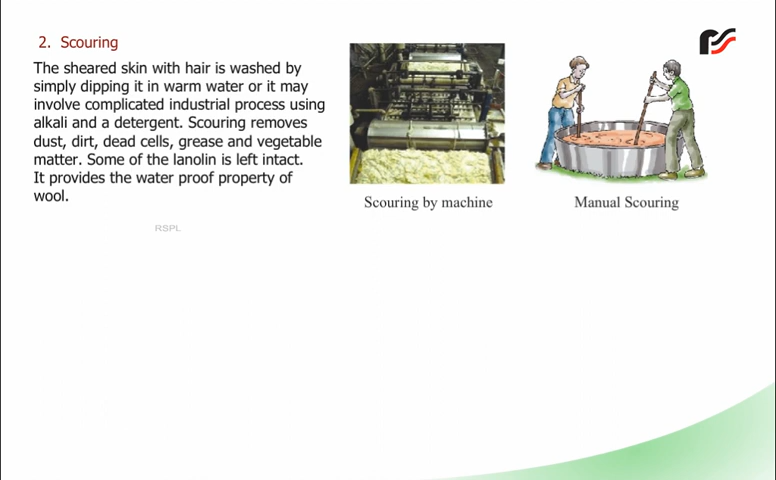 2. Scouring
The sheared skin with hair is washed by
simply dipping it in warm water or it may
involve complicated industrial process using
alkali and a detergent. Scouring removes
dust, dirt, dead cells, grease and vegetable
matter. Some of the lanolin is left intact.
It provides the water proof property of
wool.
RSPL
Scouring by machine
Manual Scouring